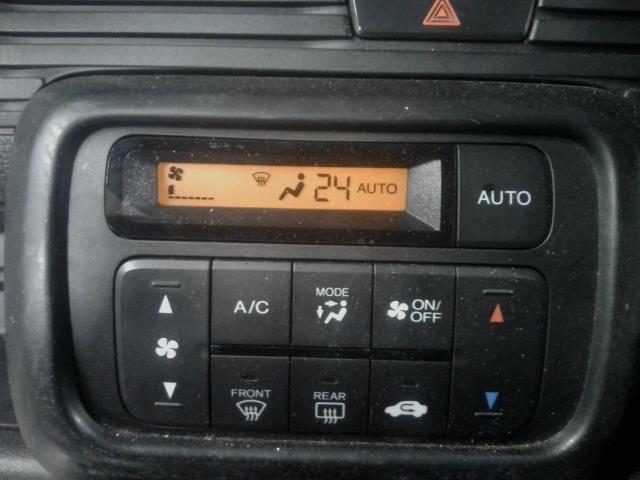 24 AUTO
AUTO
A/C
MODE
ON/
OFF
FRONT
REAR